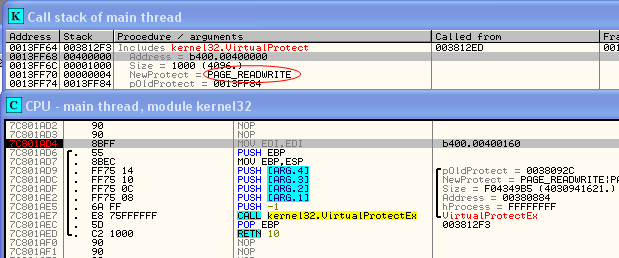 K Call stack of main thread
Address Stack Procedure / arguments Called from Fra
0013FF64 003812F3 Includes kernel32.VirtualProtect 003812ED 001
0013FF68 00400000 Address = b400.00400000
0013FF6C 00001000 Size = 1000 (4096.)
0013FF70 00000004 NewProtect = PAGE_READWRITE
0013FF74 0013FF84 pOldProtect = 0013FF84
C CPU - main thread, module kernel32
7C801AD2 90 NOP
7C801AD3 90 NOP
7C801AD4 8BFF MOV EDI,EDI b400.00400160
7C801AD6 55 PUSH EBP
7C801AD7 8BEC MOV EBP,ESP
7C801AD9 FF75 14 PUSH [ARG.4] pOldProtect = 0038092C
7C801ADC FF75 10 PUSH [ARG.3] NewProtect = PAGE_READWRITE:PA
7C801ADF FF75 0C PUSH [ARG.2] Size = F04349B5 (4030941621.)
7C801AE2 FF75 08 PUSH [ARG.1] Address = 00380884
7C801AE5 6A FF PUSH -1 hProcess = FFFFFFFF
7C801AE7 E8 75FFFFFF CALL kernel32.VirtualProtectEx VirtualProtectEx
7C801AEC 5D POP EBP 003812F3
7C801AED C2 1000 RETN 10
7C801AF0 90 NOP
7C801AF1 90 NOP